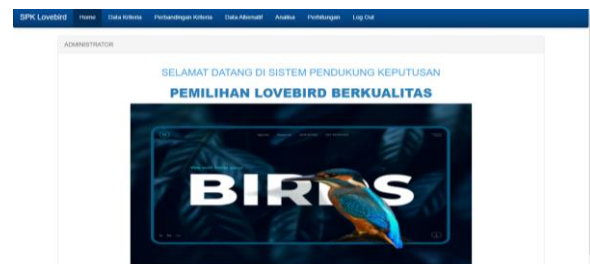 SPK Lovebird Home Data Kriteria Perbandingan Kriteria Data Alternatif Analisa Perhitungan Log Out
ADMINISTRATOR
SELAMAT DATANG DI SISTEM PENDUKUNG KEPUTUSAN
PEMILIHAN LOVEBIRD BERKUALITAS
BIRDS